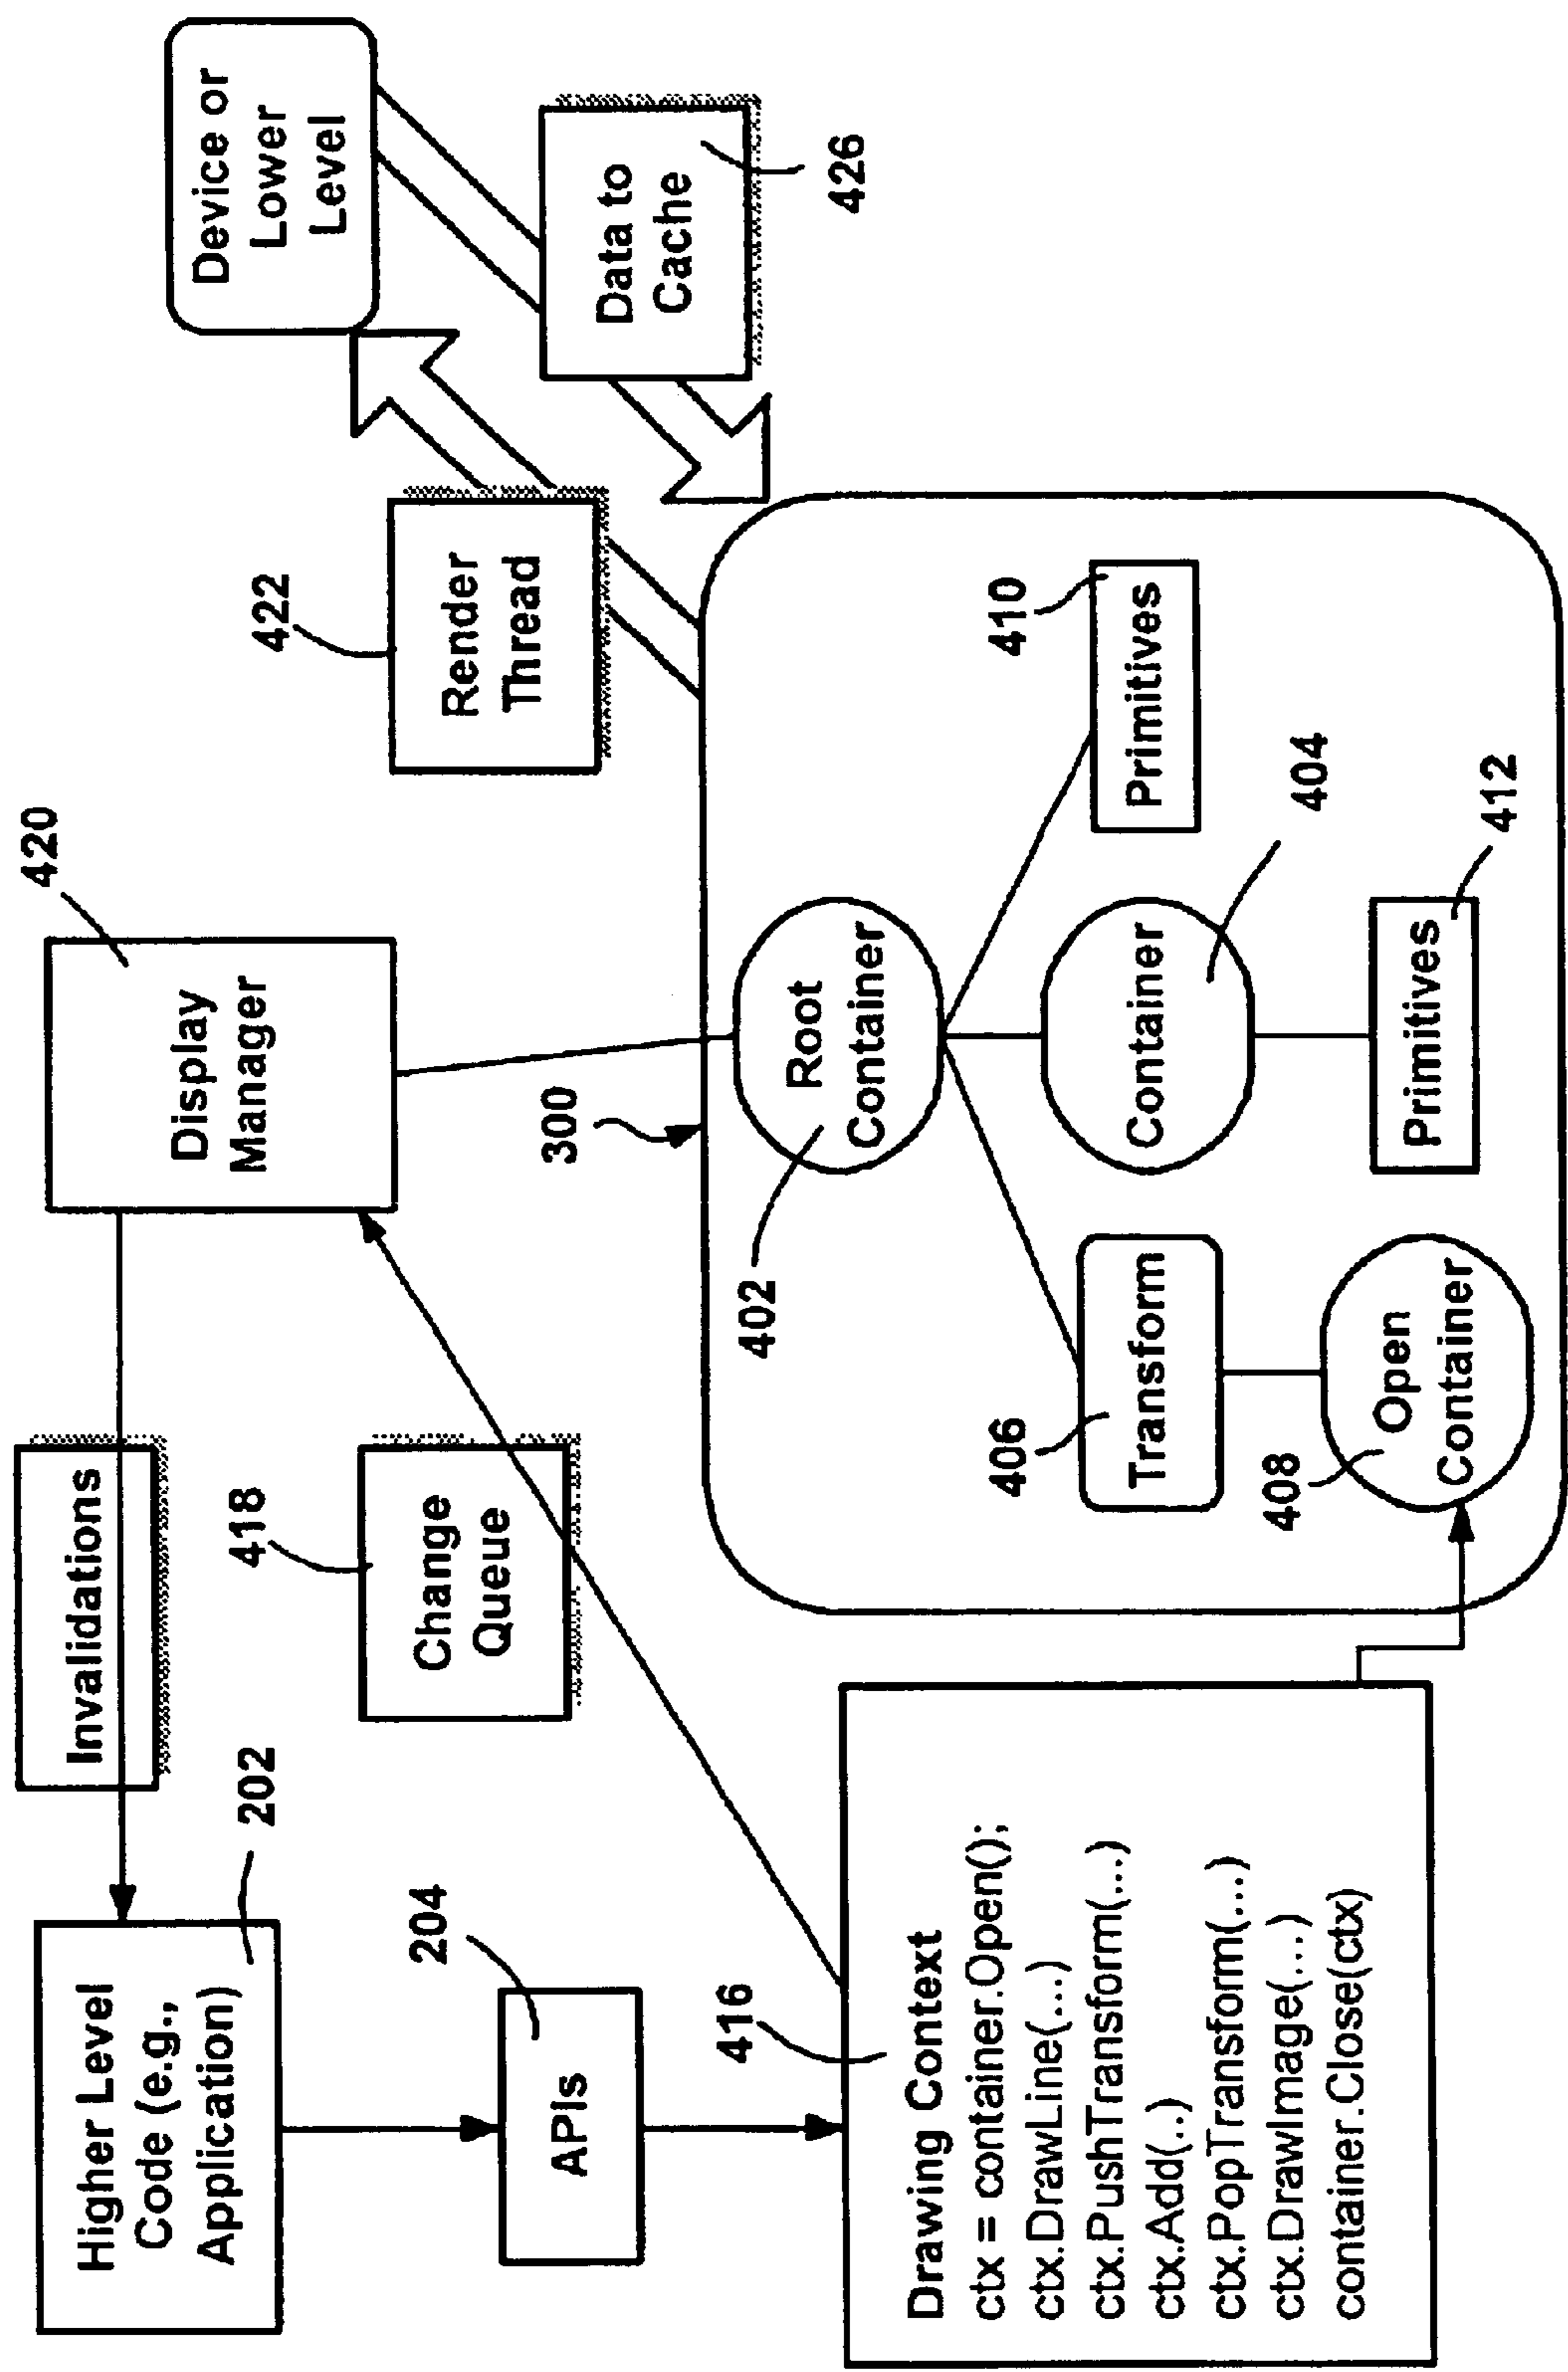 Higher Level
Code (e.g.,
Application)
202
Invalidations
Display
Manager
420
204
APIs
418
Change
Queue
422
Render
Thread
Device or
Lower
Level
Data to
Cache
426
416
Drawing Context
ctx = container.Open();
ctx.DrawLine(...)
ctx.PushTransform(...)
ctx.Add(..)
ctx.PopTransform(...)
ctx.DrawImage(...)
container.Close(ctx)
300
402
Root
Container
406
Transform
408
Open
Container
Container
404
410
Primitives
Primitives
412